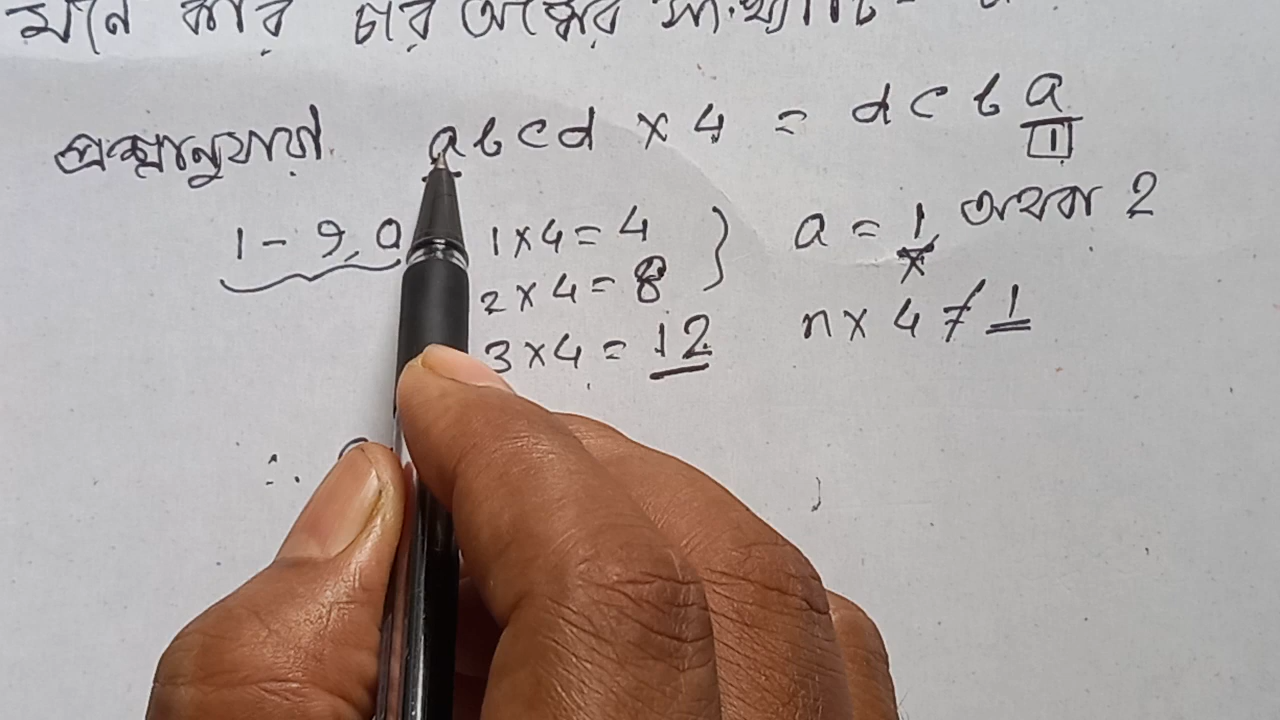 মনে করি চার অঙ্কের সংখ্যাটি
প্রশ্নানুযায়ী abcd × 4 = dcba
1
1 - 9, 0 1 × 4 = 4 a = 1, অথবা 2
2 × 4 = 8
n × 4 ≠ 1
3 × 4 = 12
∴